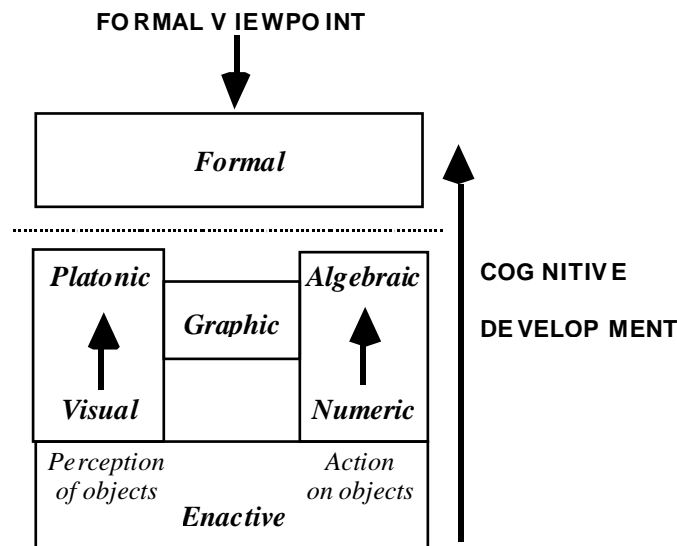 FORMAL VIEWPOINT
Formal
Platonic
Algebraic
Graphic
Visual
Numeric
COGNITIVE
DEVELOPMENT
Perception
of objects
Action
on objects
Enactive